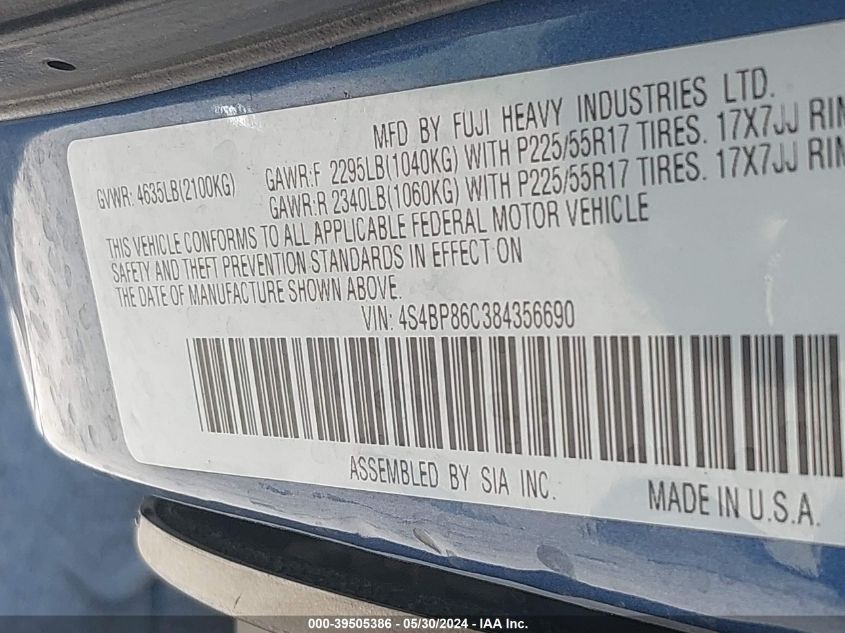 MFD BY FUJI HEAVY INDUSTRIES LTD.
GVWR: 4635LB(2100KG) GAWR:F 2295LB(1040KG) WITH P225/55R17 TIRES. 17X7JJ RIM
GAWR:R 2340LB(1060KG) WITH P225/55R17 TIRES. 17X7JJ RIM
THIS VEHICLE CONFORMS TO ALL APPLICABLE FEDERAL MOTOR VEHICLE
SAFETY AND THEFT PREVENTION STANDARDS IN EFFECT ON
THE DATE OF MANUFACTURE SHOWN ABOVE.
VIN: 4S4BP86C384356690
ASSEMBLED BY SIA INC.
MADE IN U.S.A.
000-39505386 - 05/30/2024 - IAA Inc.